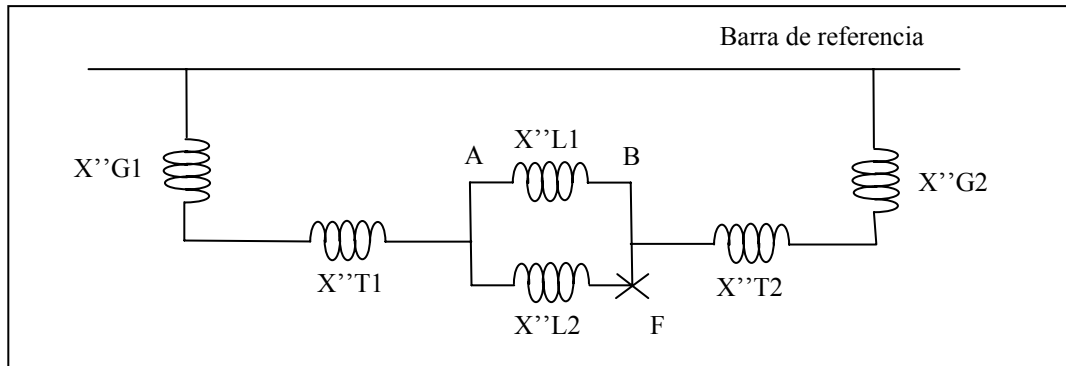 Barra de referencia
X’’L1
A
B
X’’G1
X’’G2
X’’T1
X’’T2
X’’L2
F